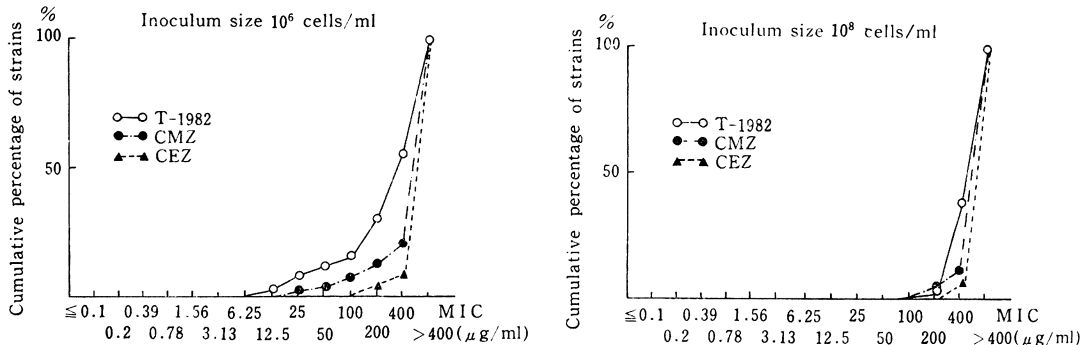 %
Inoculum size 10⁶ cells/ml
100
50
Cumulative percentage of strains
T-1982
CMZ
CEZ
≦0.1 0.39 1.56 6.25 25 100 400 MIC
0.2 0.78 3.13 12.5 50 200 >400(μg/ml)
%
Inoculum size 10⁸ cells/ml
100
50
Cumulative percentage of strains
T-1982
CMZ
CEZ
≦0.1 0.39 1.56 6.25 25 100 400 MIC
0.2 0.78 3.13 12.5 50 200 >400(μg/ml)